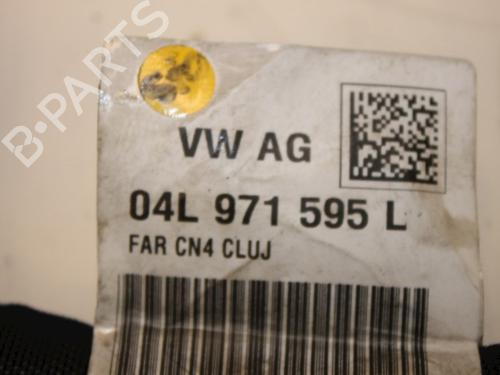 B-PARTS
VW AG
04L 971 595 L
FAR CN4 CLUJ